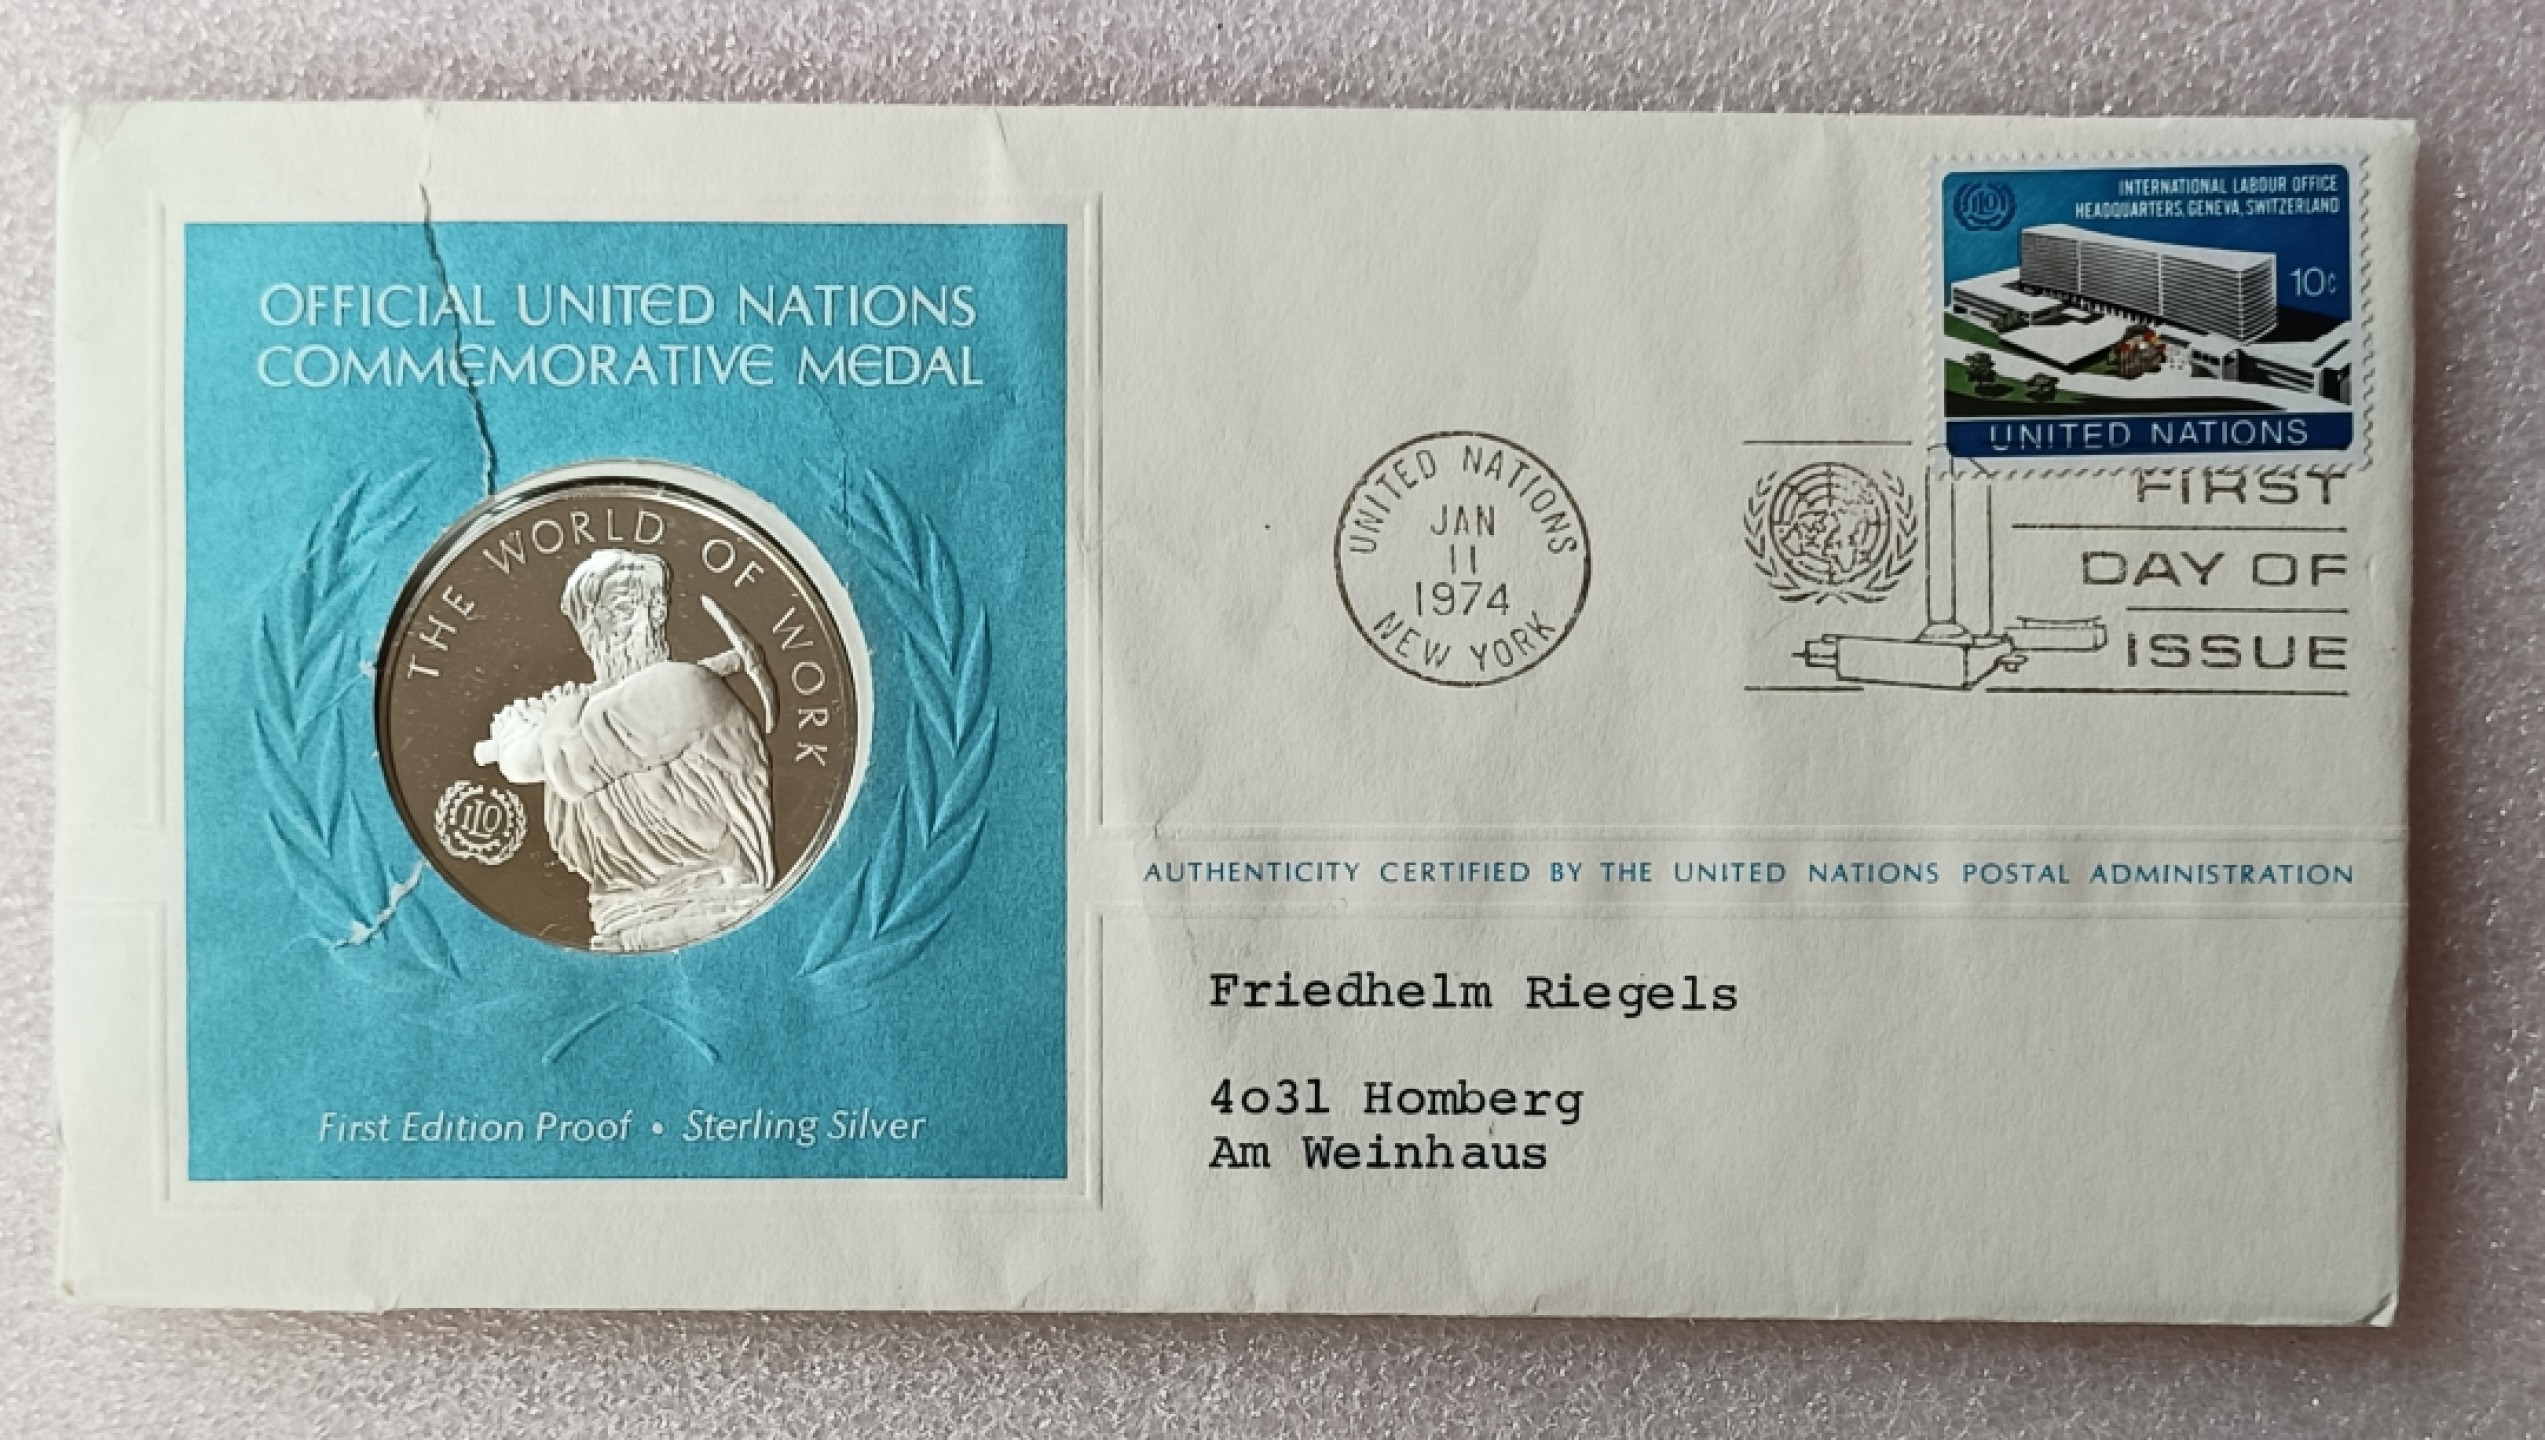 OFFICIAL UNITED NATIONS
COMMEMORATIVE MEDAL
THE WORLD OF WORK
ILO
First Edition Proof • Sterling Silver
ILO
INTERNATIONAL LABOUR OFFICE
HEADQUARTERS, GENEVA, SWITZERLAND
10c
UNITED NATIONS
UNITED NATIONS
JAN
11
1974
NEW YORK
FIRST
DAY OF
ISSUE
AUTHENTICITY CERTIFIED BY THE UNITED NATIONS POSTAL ADMINISTRATION
Friedhelm Riegels
4o31 Homberg
Am Weinhaus